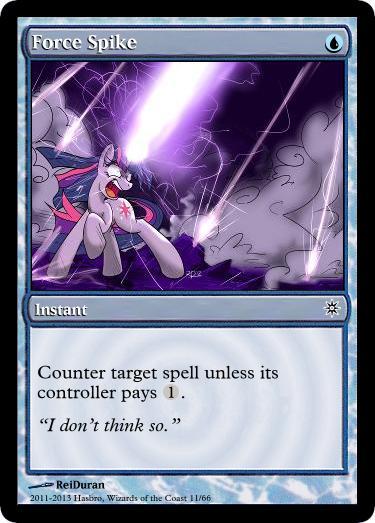 Force Spike
Instant
Counter target spell unless its
controller pays 1.
“I don't think so.”
ReiDuran
2011-2013 Hasbro, Wizards of the Coast 11/66